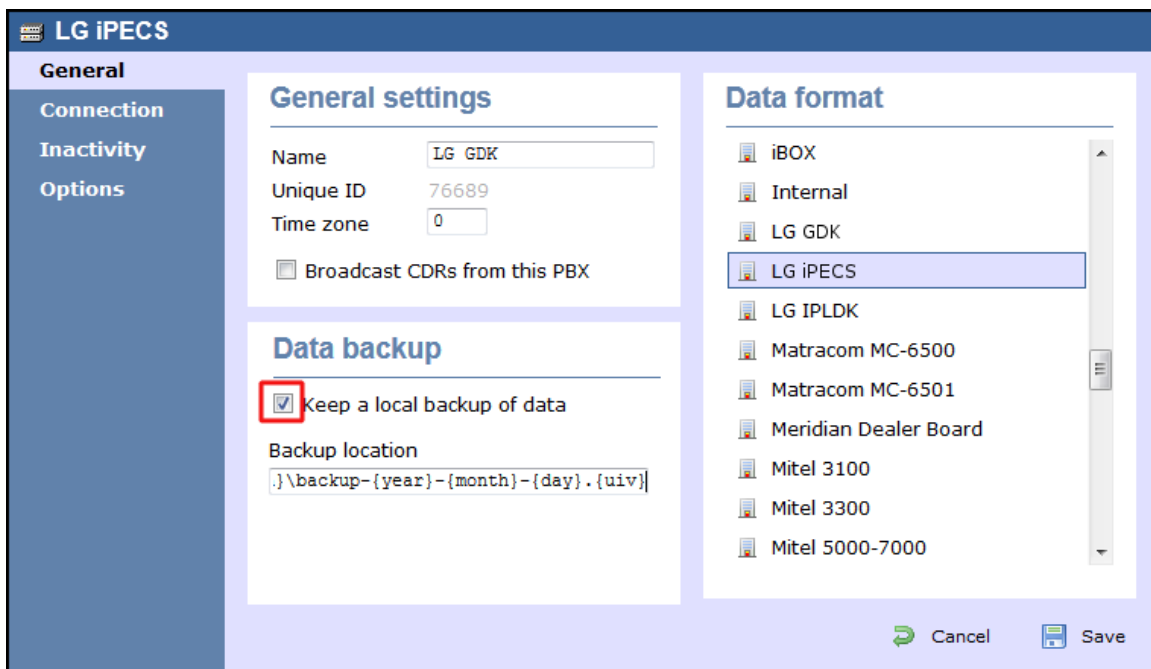 LG iPECS
General
Connection
Inactivity
Options
General settings
Name LG GDK
Unique ID 76689
Time zone 0
Broadcast CDRs from this PBX
Data backup
Keep a local backup of data
Backup location
.}\backup-{year}-{month}-{day}.{uiv}
Data format
iBOX
Internal
LG GDK
LG iPECS
LG IPLDK
Matracom MC-6500
Matracom MC-6501
Meridian Dealer Board
Mitel 3100
Mitel 3300
Mitel 5000-7000
Cancel Save